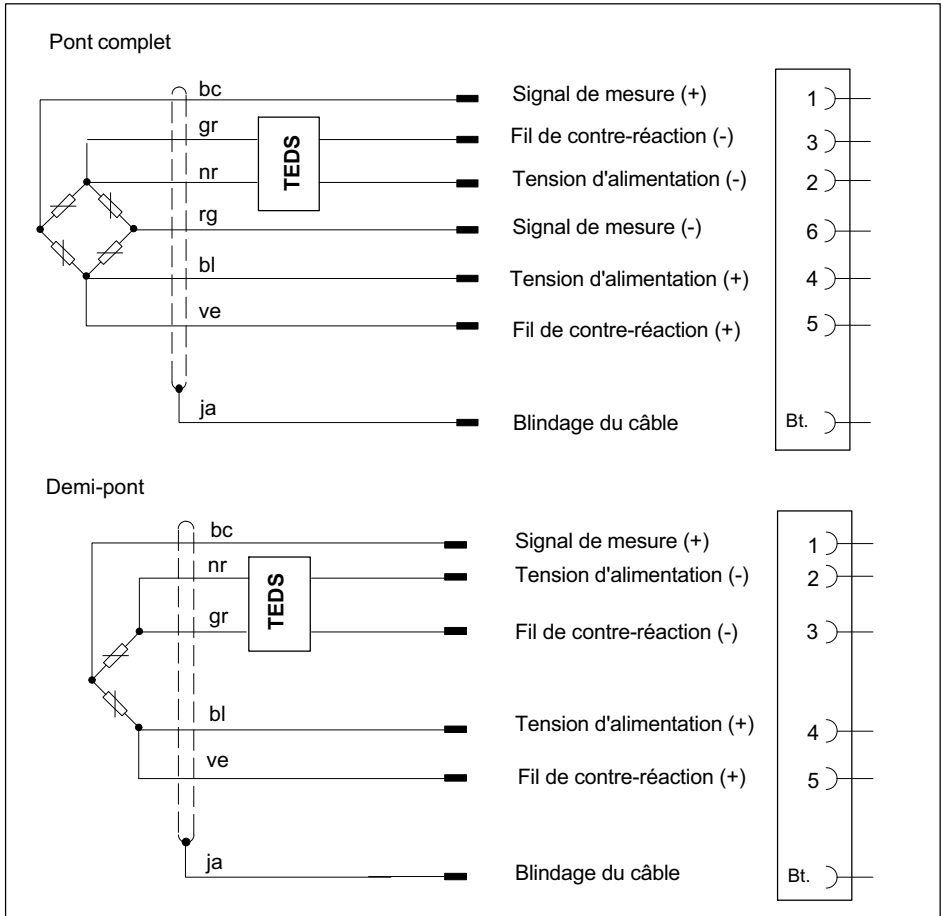 Pont complet
bc Signal de mesure (+) 1
gr Fil de contre-réaction (-) 3
TEDS
nr Tension d'alimentation (-) 2
rg Signal de mesure (-) 6
bl Tension d'alimentation (+) 4
ve Fil de contre-réaction (+) 5
ja Blindage du câble Bt.
Demi-pont
bc Signal de mesure (+) 1
nr Tension d'alimentation (-) 2
TEDS
gr Fil de contre-réaction (-) 3
bl Tension d'alimentation (+) 4
ve Fil de contre-réaction (+) 5
ja Blindage du câble Bt.